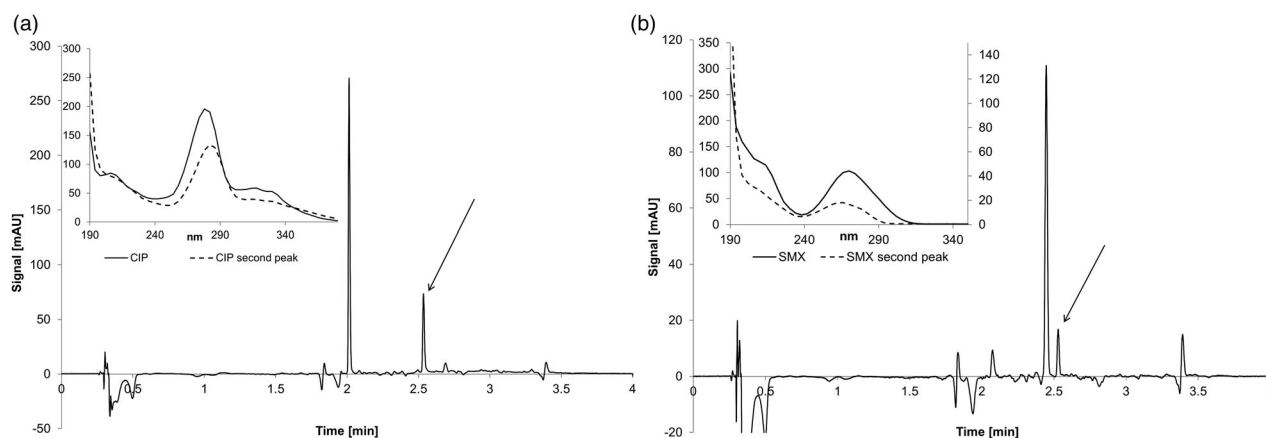 (a)
300
250
200
150
100
50
0
-50
Signal [mAU]
0 0.5 1 1.5 2 2.5 3 3.5 4
Time [min]
300
250
200
150
100
50
0
190 240 290 340
nm
CIP CIP second peak
(b)
120
100
80
60
40
20
0
-20
Signal [mAU]
0 0.5 1 1.5 2 2.5 3 3.5
Time [min]
350
300
250
200
150
100
50
0
140
120
100
80
60
40
20
0
190 240 290 340
nm
SMX SMX second peak